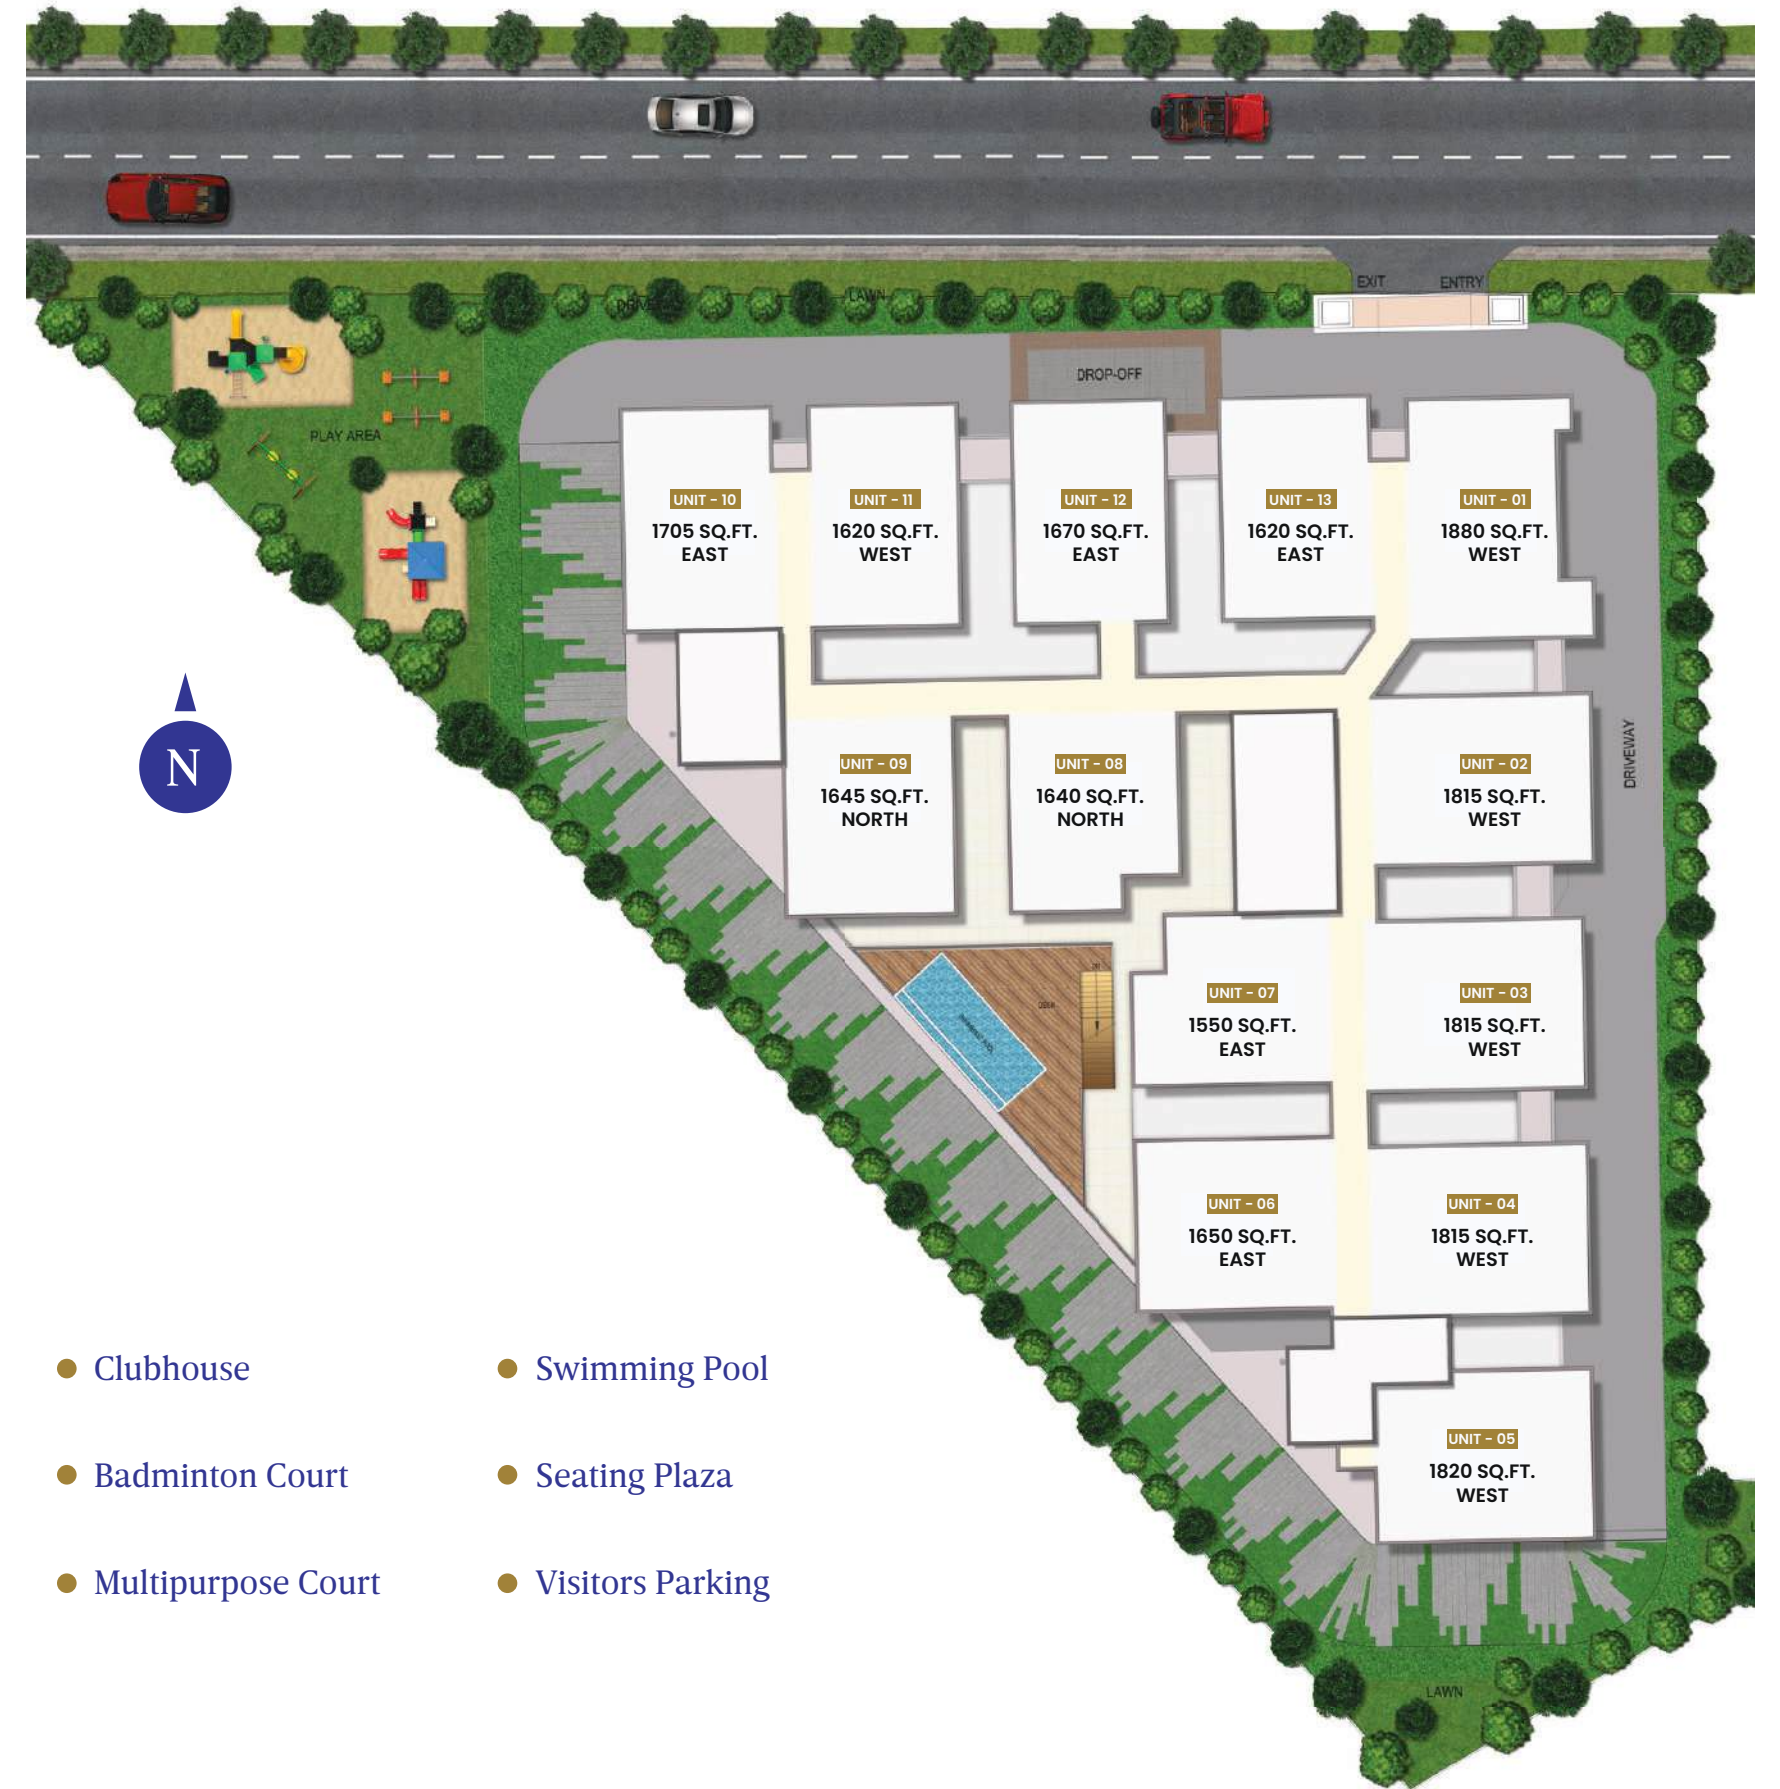 EXIT
ENTRY
LAWN
DROP-OFF
PLAY AREA
UNIT - 10
1705 SQ.FT.
EAST
UNIT - 11
1620 SQ.FT.
WEST
UNIT - 12
1670 SQ.FT.
EAST
UNIT - 13
1620 SQ.FT.
EAST
UNIT - 01
1880 SQ.FT.
WEST
N
UNIT - 09
1645 SQ.FT.
NORTH
UNIT - 08
1640 SQ.FT.
NORTH
UNIT - 02
1815 SQ.FT.
WEST
DRIVEWAY
UNIT - 07
1550 SQ.FT.
EAST
UNIT - 03
1815 SQ.FT.
WEST
SWIMMING POOL
UNIT - 06
1650 SQ.FT.
EAST
UNIT - 04
1815 SQ.FT.
WEST
UNIT - 05
1820 SQ.FT.
WEST
Clubhouse
Swimming Pool
Badminton Court
Seating Plaza
Multipurpose Court
Visitors Parking
LAWN